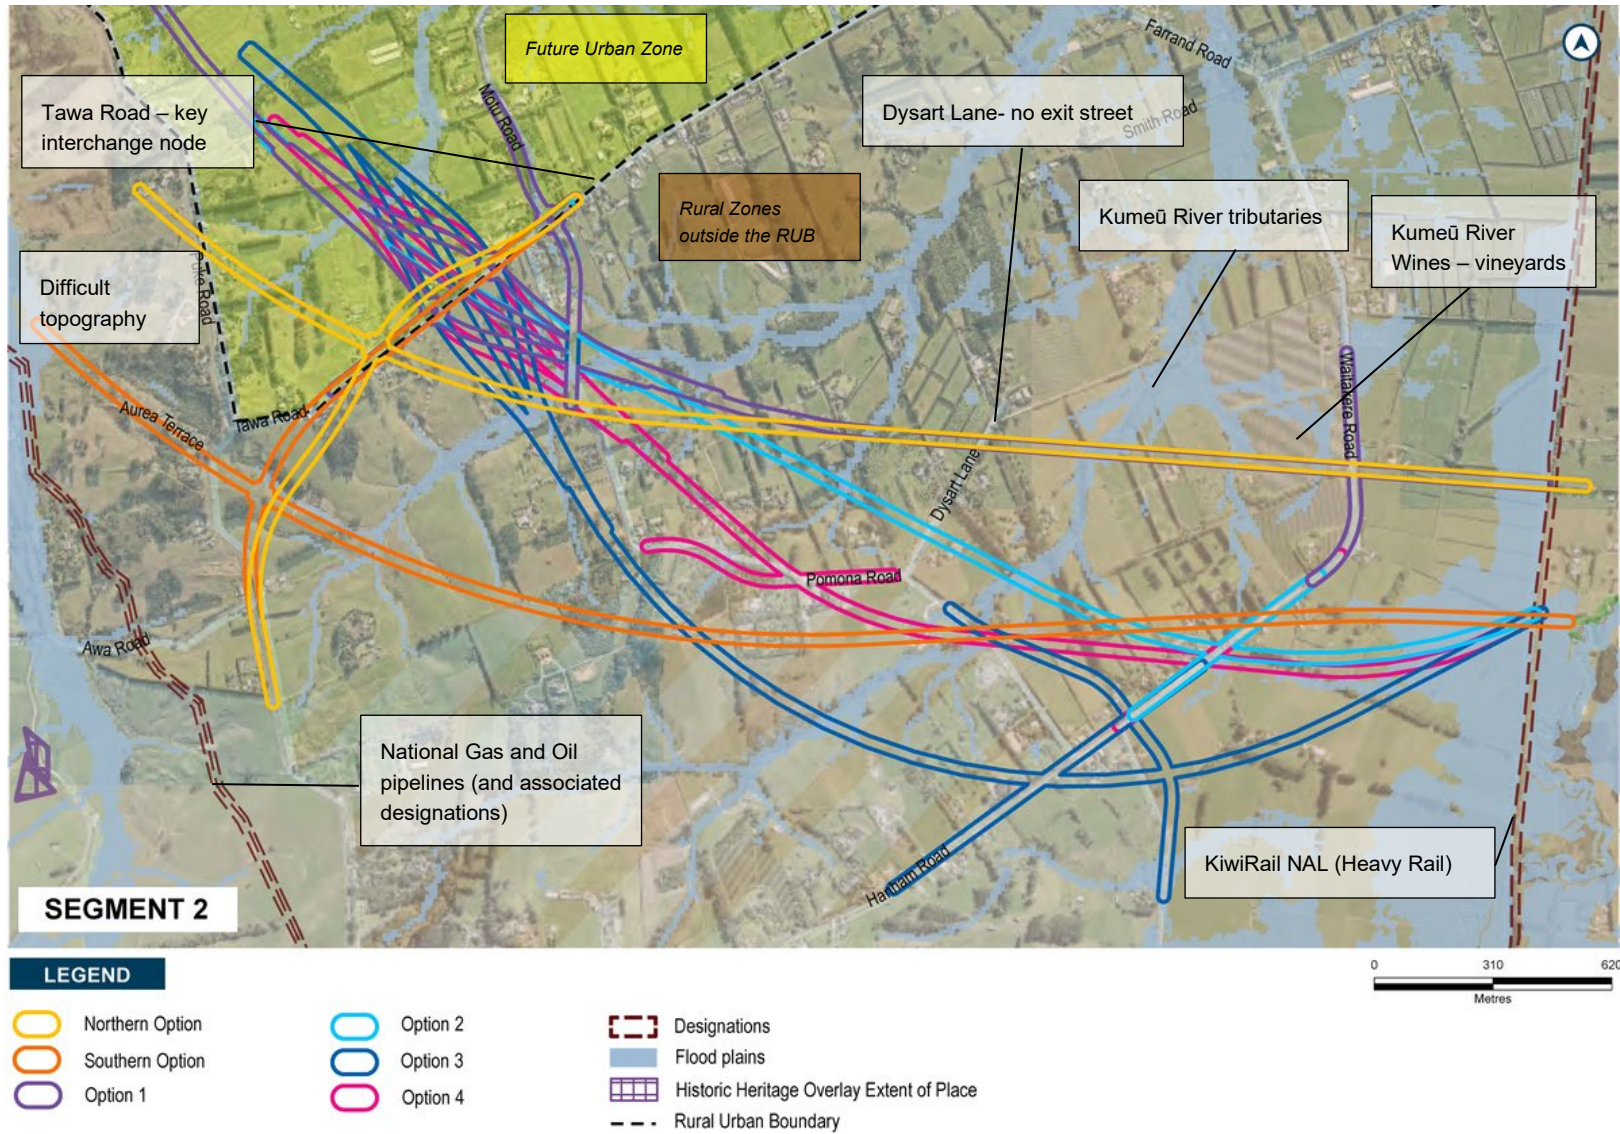 Future Urban Zone
Farrand Road
Tawa Road – key
interchange node
Motu Road
Dysart Lane- no exit street
Smith Road
Rural Zones
outside the RUB
Kumeū River tributaries
Kumeū River
Wines – vineyards
Difficult
topography
Puke Road
Waitakere Road
Aurea Terrace
Tawa Road
Dysart Lane
Pomona Road
Awa Road
National Gas and Oil
pipelines (and associated
designations)
KiwiRail NAL (Heavy Rail)
Hanham Road
SEGMENT 2
LEGEND
0 310 620
Metres
Northern Option
Southern Option
Option 1
Option 2
Option 3
Option 4
Designations
Flood plains
Historic Heritage Overlay Extent of Place
Rural Urban Boundary